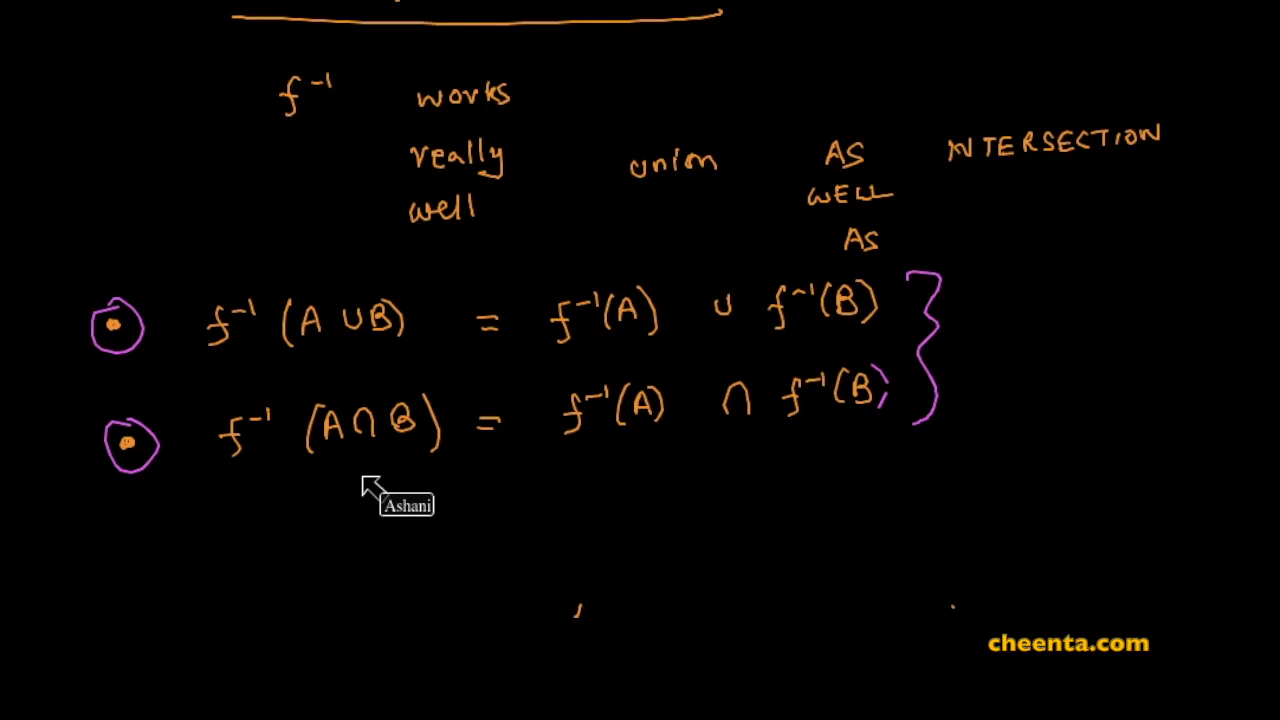 f⁻¹ works
really union AS INTERSECTION
well WELL
AS
f⁻¹ (A ∪ B) = f⁻¹(A) ∪ f⁻¹(B)
f⁻¹ (A ∩ B) = f⁻¹(A) ∩ f⁻¹(B)
Ashani
cheenta.com